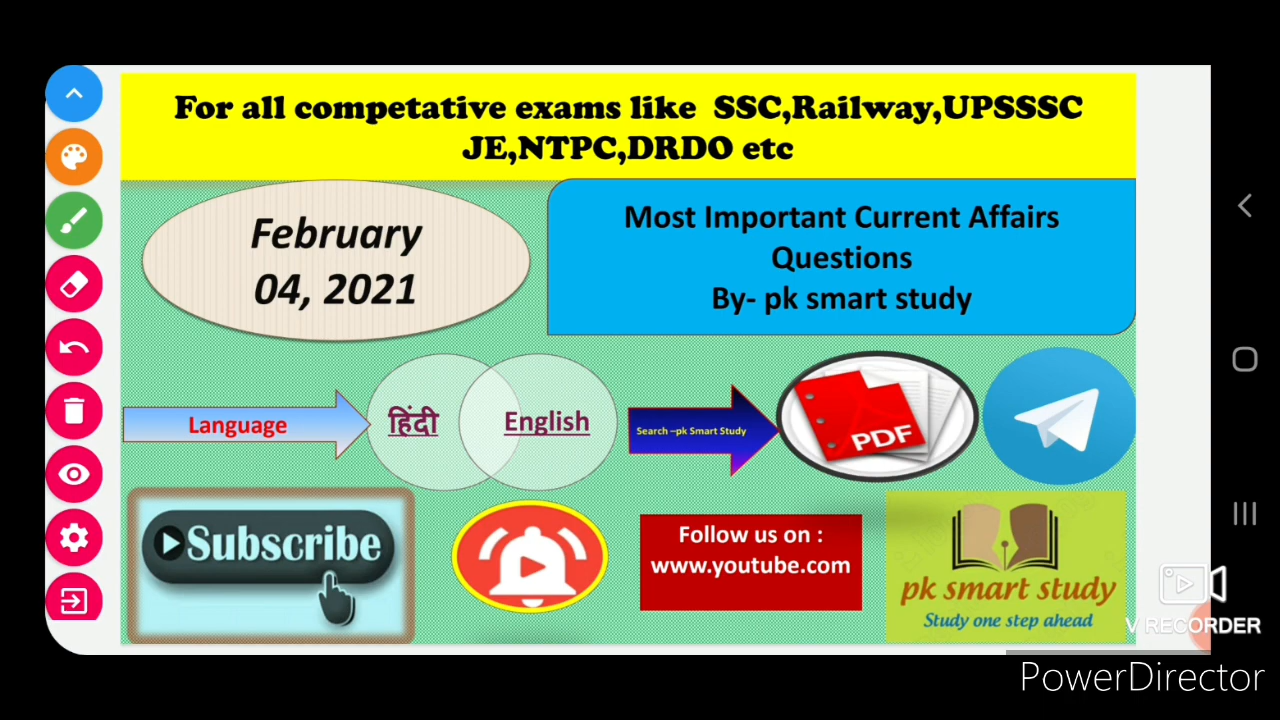 For all competative exams like SSC,Railway,UPSSSC
JE,NTPC,DRDO etc
February
04, 2021
Most Important Current Affairs
Questions
By- pk smart study
Language
हिंदी
English
Search –pk Smart Study
PDF
Subscribe
Follow us on :
www.youtube.com
pk smart study
Study one step ahead
V RECORDER
PowerDirector